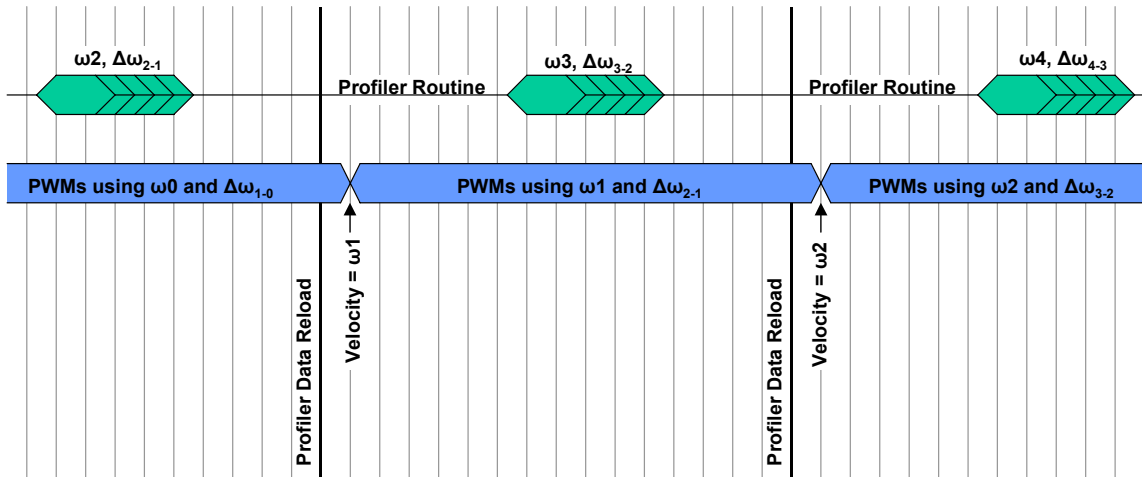 ω2, Δω2-1
ω3, Δω3-2
ω4, Δω4-3
Profiler Routine
Profiler Routine
PWMs using ω0 and Δω1-0
PWMs using ω1 and Δω2-1
PWMs using ω2 and Δω3-2
Profiler Data Reload
Velocity = ω1
Profiler Data Reload
Velocity = ω2